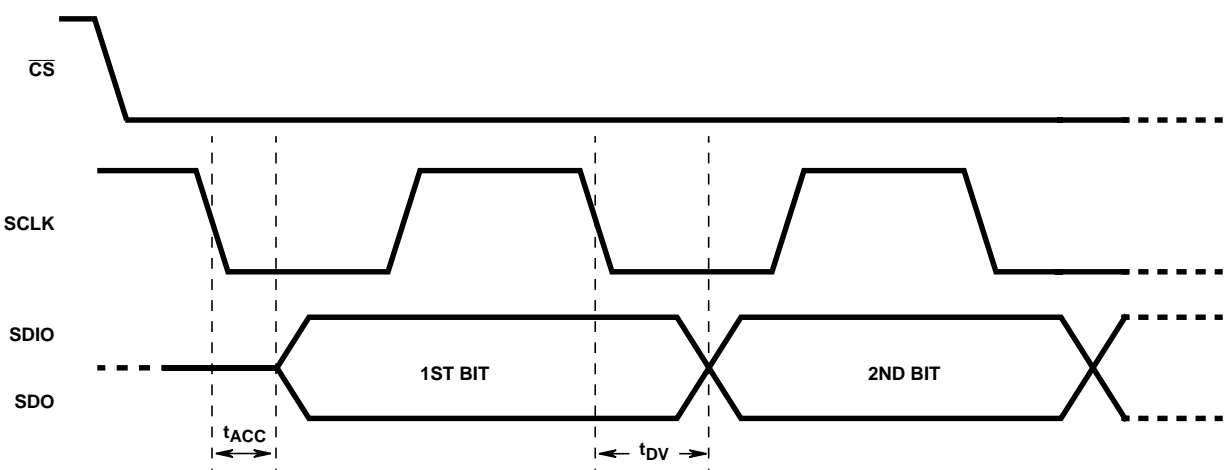 CS
SCLK
SDIO
1ST BIT
2ND BIT
SDO
tACC
tDV